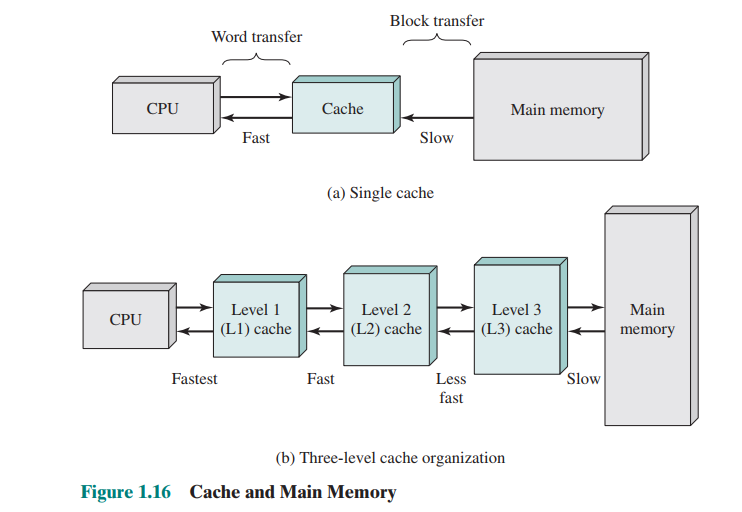 Block transfer
Word transfer
CPU
Cache
Main memory
Fast
Slow
(a) Single cache
CPU
Level 1
(L1) cache
Level 2
(L2) cache
Level 3
(L3) cache
Main
memory
Fastest
Fast
Less
fast
Slow
(b) Three-level cache organization
Figure 1.16 Cache and Main Memory